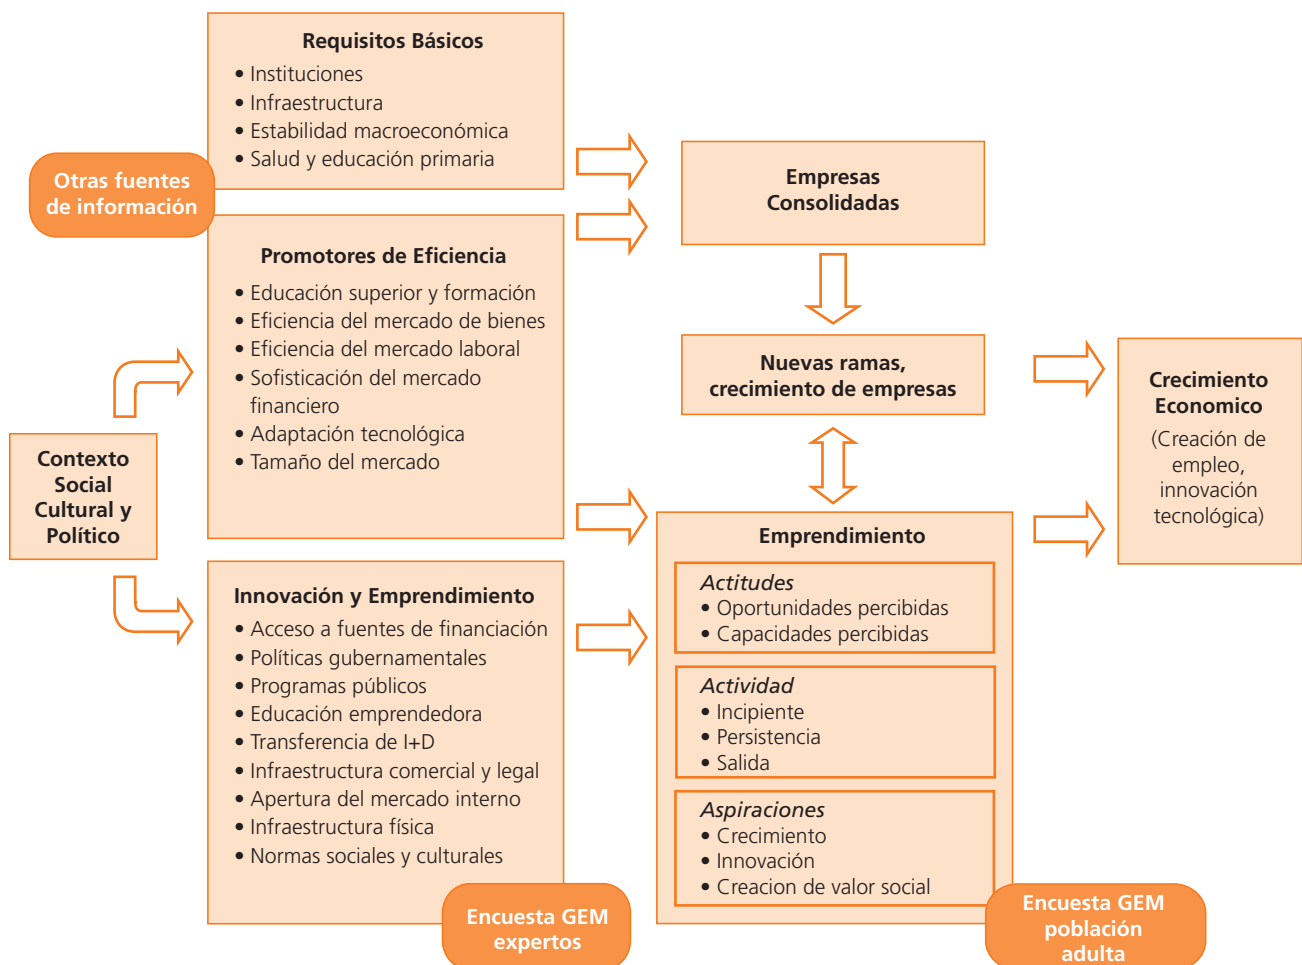 Requisitos Básicos
• Instituciones
• Infraestructura
• Estabilidad macroeconómica
• Salud y educación primaria
Otras fuentes
de información
Promotores de Eficiencia
• Educación superior y formación
• Eficiencia del mercado de bienes
• Eficiencia del mercado laboral
• Sofisticación del mercado
financiero
• Adaptación tecnológica
• Tamaño del mercado
Contexto
Social
Cultural y
Político
Innovación y Emprendimiento
• Acceso a fuentes de financiación
• Políticas gubernamentales
• Programas públicos
• Educación emprendedora
• Transferencia de I+D
• Infraestructura comercial y legal
• Apertura del mercado interno
• Infraestructura física
• Normas sociales y culturales
Encuesta GEM
expertos
Empresas
Consolidadas
Nuevas ramas,
crecimiento de empresas
Emprendimiento
Actitudes
• Oportunidades percibidas
• Capacidades percibidas
Actividad
• Incipiente
• Persistencia
• Salida
Aspiraciones
• Crecimiento
• Innovación
• Creacion de valor social
Encuesta GEM
población
adulta
Crecimiento
Economico
(Creación de
empleo,
innovación
tecnológica)